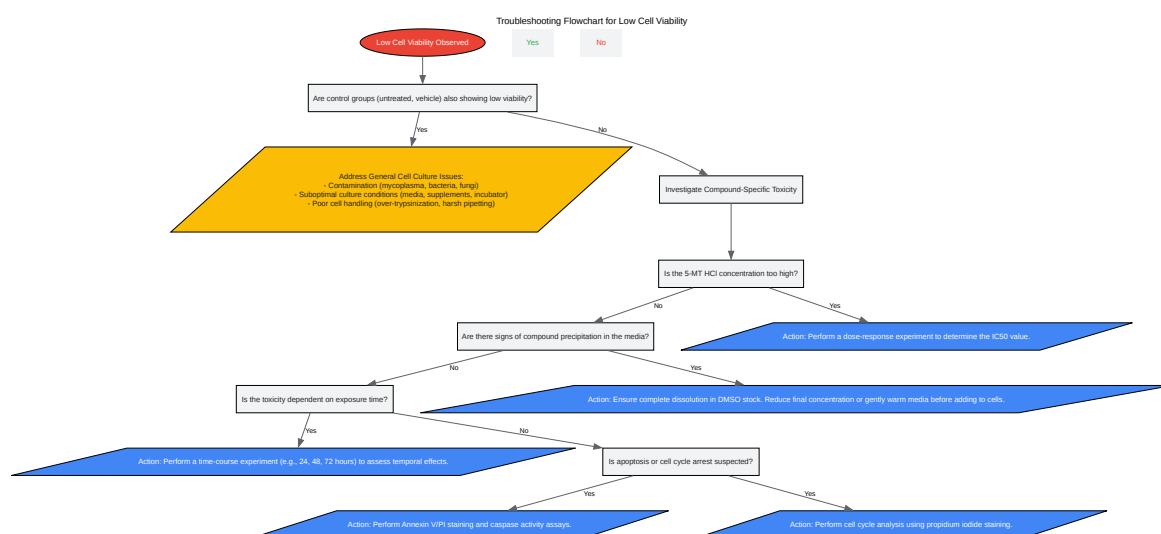 Troubleshooting Flowchart for Low Cell Viability
Low Cell Viability Observed
Yes
No
Are control groups (untreated, vehicle) also showing low viability?
Yes
No
Address General Cell Culture Issues:
- Contamination (mycoplasma, bacteria, fungi)
- Suboptimal culture conditions (media, supplements, incubator)
- Poor cell handling (over-trypsinization, harsh pipetting)
Investigate Compound-Specific Toxicity
Is the 5-MT HCl concentration too high?
No
Yes
Are there signs of compound precipitation in the media?
Action: Perform a dose-response experiment to determine the IC50 value.
No
Yes
Is the toxicity dependent on exposure time?
Action: Ensure complete dissolution in DMSO stock. Reduce final concentration or gently warm media before adding to cells.
Yes
No
Action: Perform a time-course experiment (e.g., 24, 48, 72 hours) to assess temporal effects.
Is apoptosis or cell cycle arrest suspected?
Yes
Yes
Action: Perform Annexin V/PI staining and caspase activity assays.
Action: Perform cell cycle analysis using propidium iodide staining.